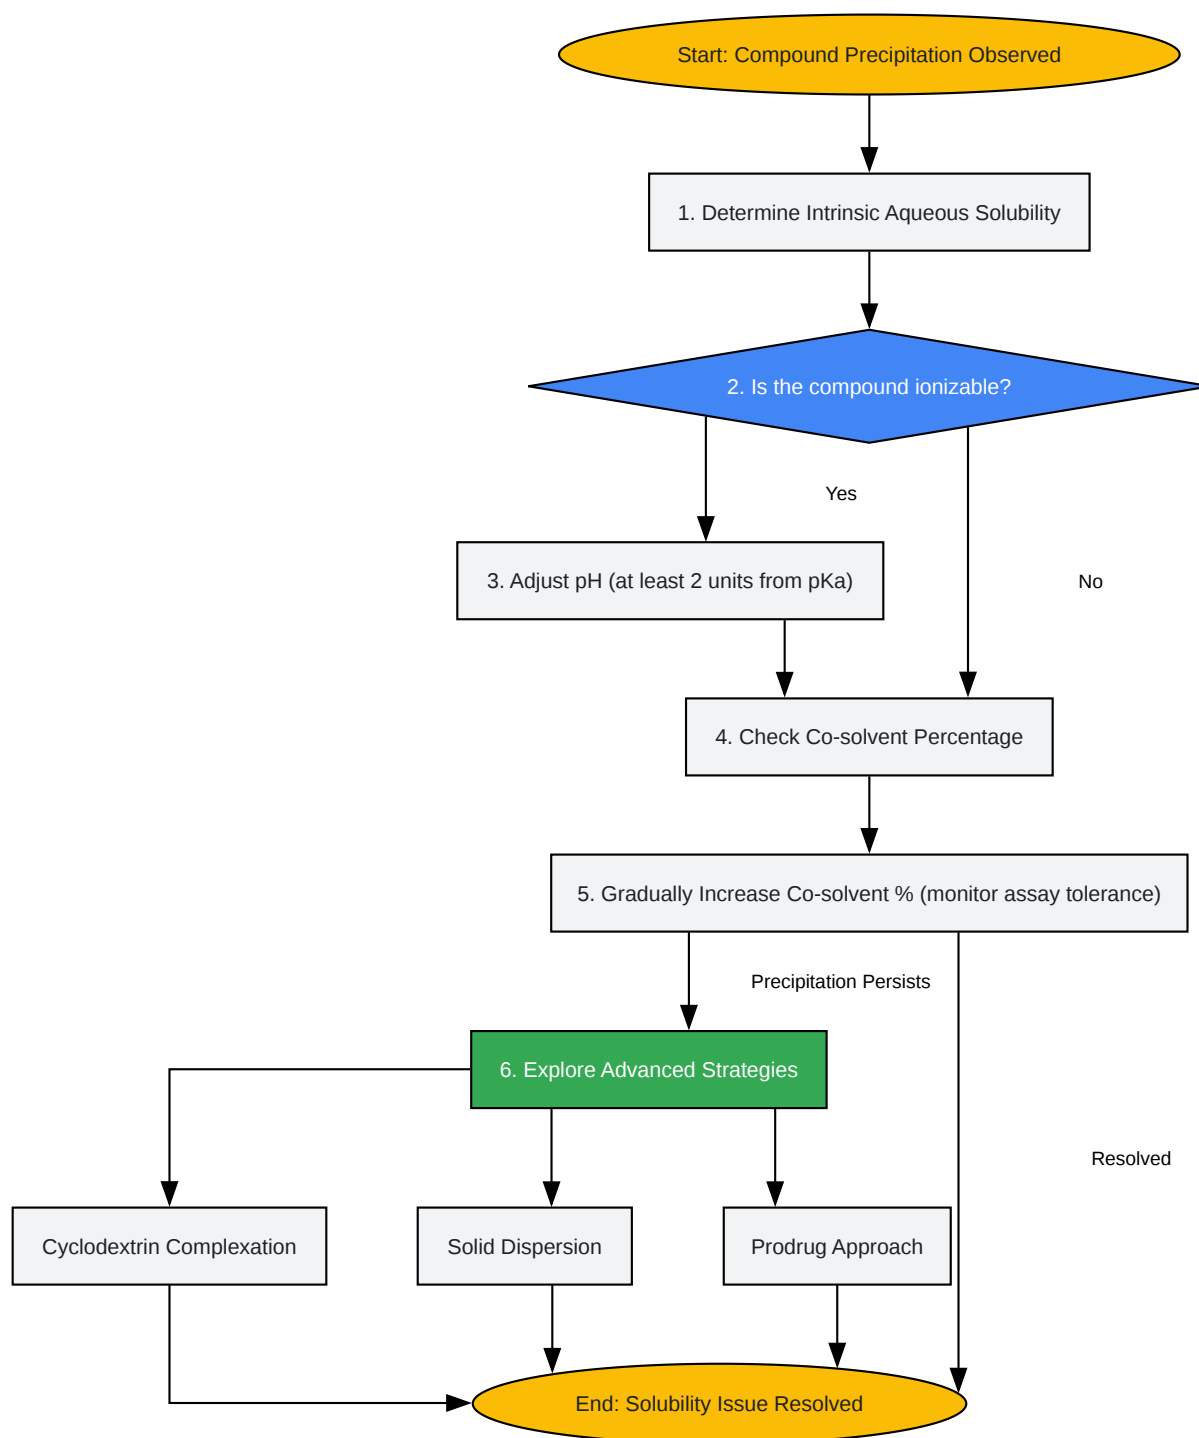 Start: Compound Precipitation Observed
1. Determine Intrinsic Aqueous Solubility
2. Is the compound ionizable?
Yes
3. Adjust pH (at least 2 units from pKa)
No
4. Check Co-solvent Percentage
5. Gradually Increase Co-solvent % (monitor assay tolerance)
Precipitation Persists
6. Explore Advanced Strategies
Resolved
Cyclodextrin Complexation
Solid Dispersion
Prodrug Approach
End: Solubility Issue Resolved